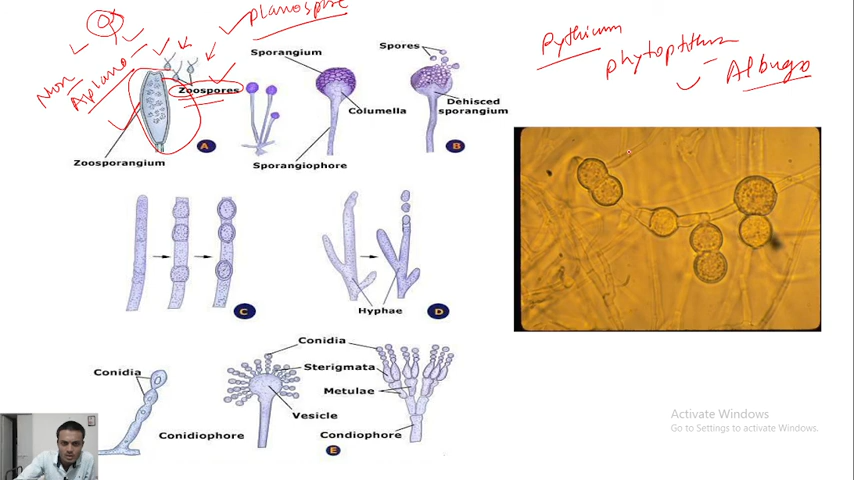 planospore
Non
Aplano
Zoospores
Zoosporangium
A
Sporangium
Columella
Sporangiophore
Spores
Dehisced
sporangium
B
Pythium
phytopthora
Albugo
C
Hyphae
D
Conidia
Conidiophore
Conidia
Sterigmata
Metulae
Vesicle
Condiophore
E
Activate Windows
Go to Settings to activate Windows.